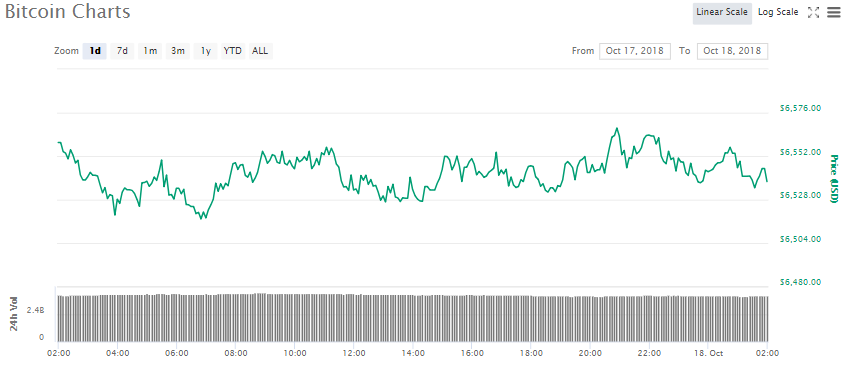 Bitcoin Charts
Linear Scale Log Scale
Zoom 1d 7d 1m 3m 1y YTD ALL From Oct 17, 2018 To Oct 18, 2018
$6,576.00
$6,552.00
$6,528.00
$6,504.00
$6,480.00
Price (USD)
24h Vol
2.4B
0
02:00 04:00 06:00 08:00 10:00 12:00 14:00 16:00 18:00 20:00 22:00 18. Oct 02:00